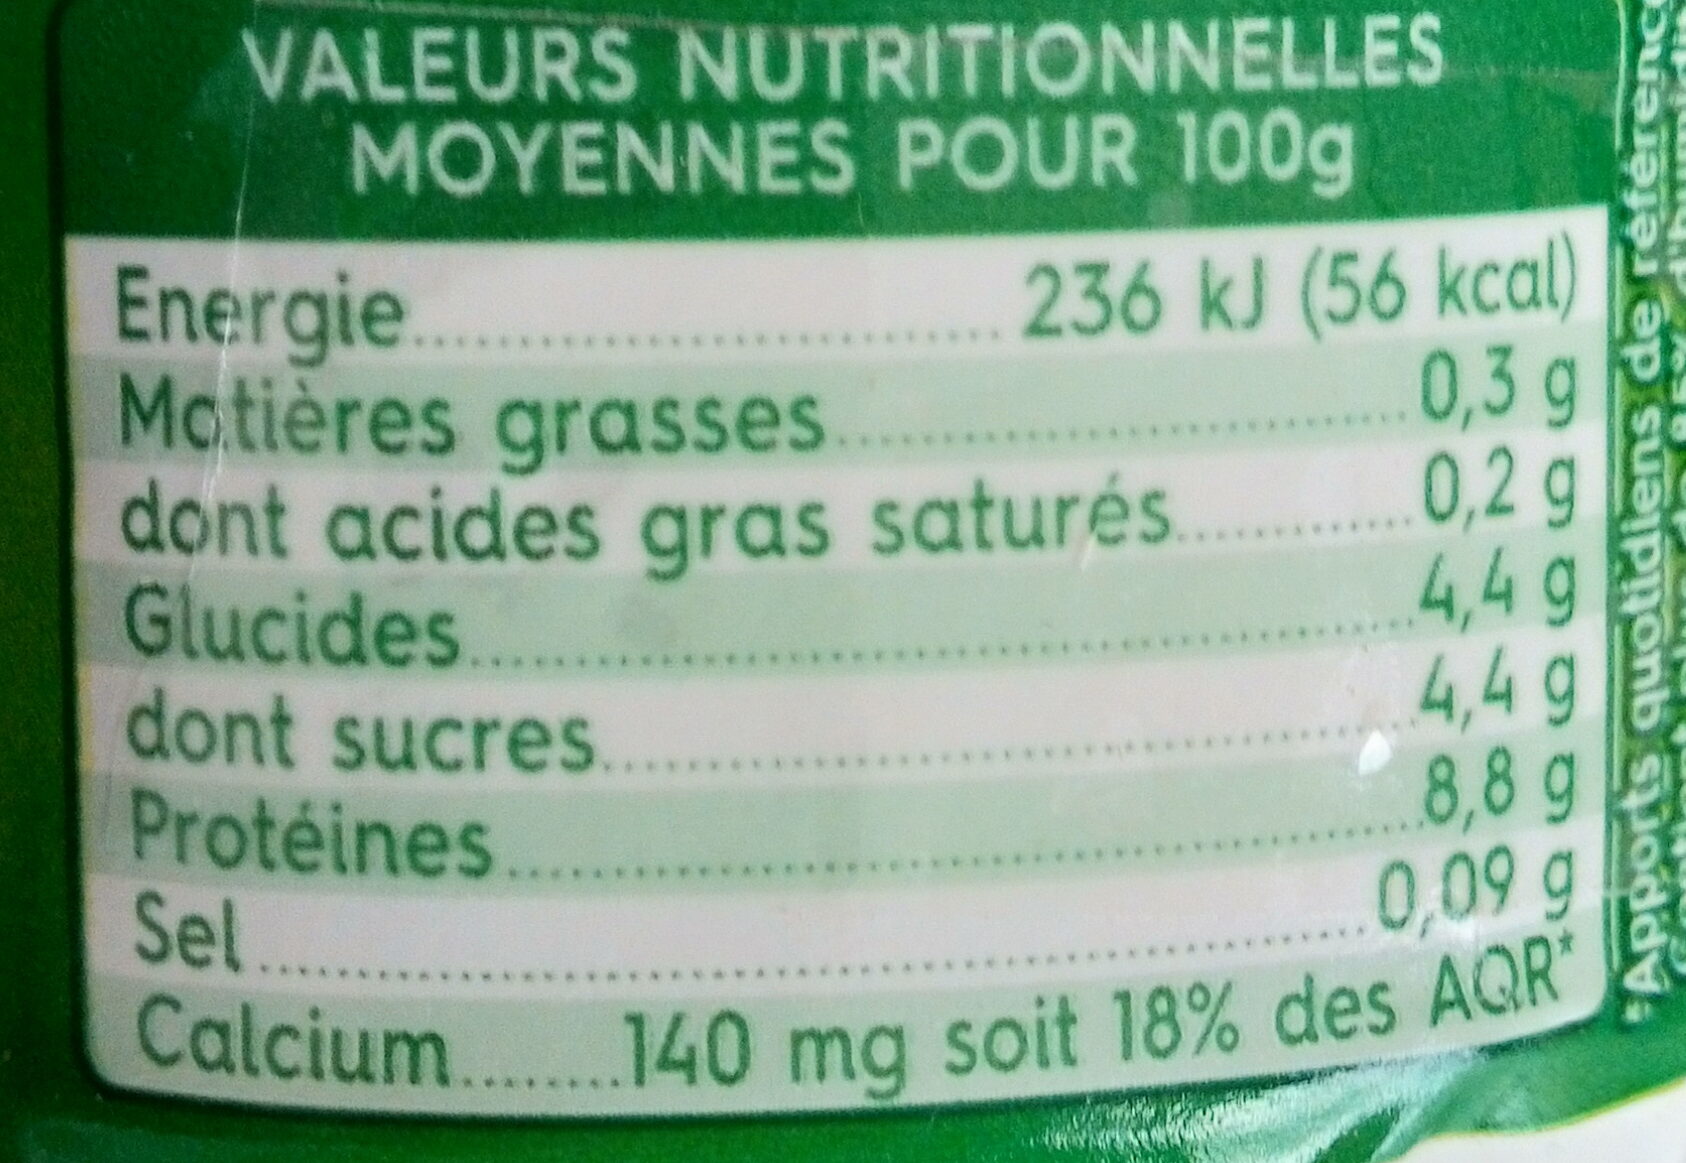 VALEURS NUTRITIONNELLES
MOYENNES POUR 100g
Energie.................... 236 kJ (56 kcal)
Matières grasses.................... 0,3 g
dont acides gras saturés............. 0,2 g
Glucides.................... 4,4 g
dont sucres.................... 4,4 g
Protéines.................... 8,8 g
Sel.................... 0,09 g
Calcium.........140 mg soit 18% des AQR*
*Apports quotidiens de référence